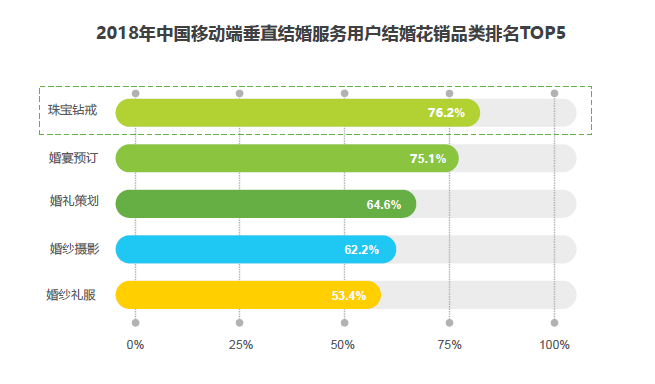 2018年中国移动端垂直结婚服务用户结婚花销品类排名TOP5
珠宝钻戒 76.2%
婚宴预订 75.1%
婚礼策划 64.6%
婚纱摄影 62.2%
婚纱礼服 53.4%
0% 25% 50% 75% 100%